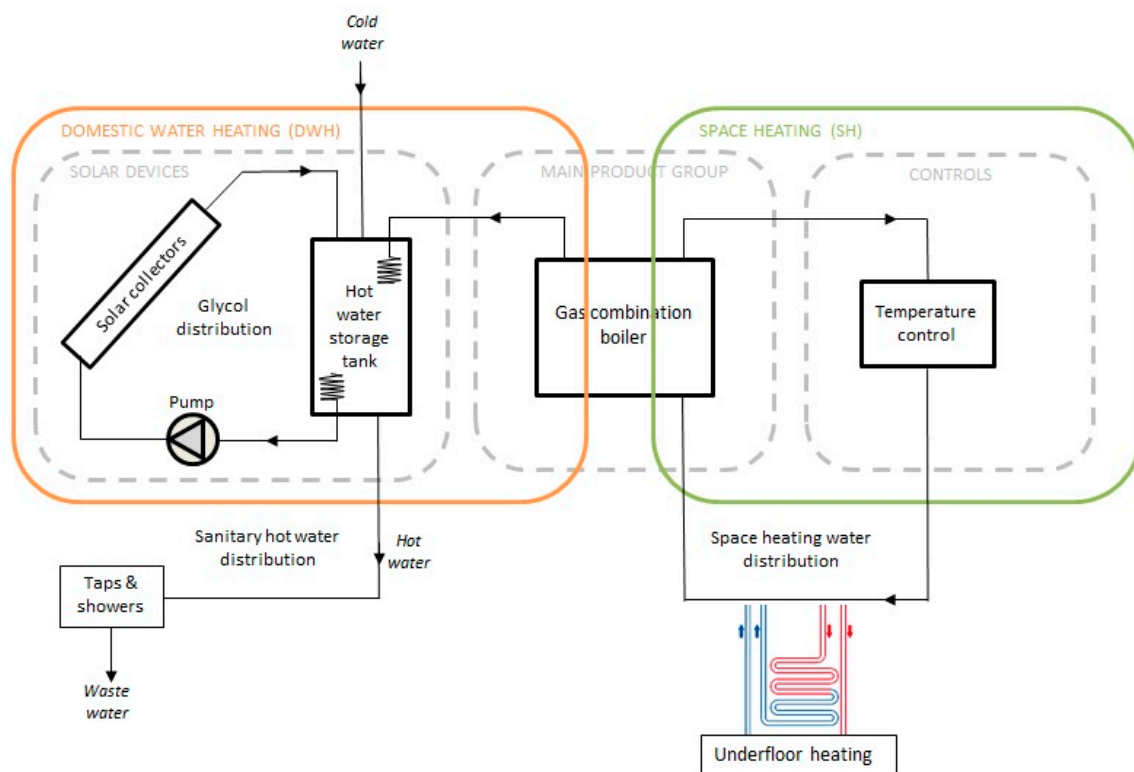 Cold
water
DOMESTIC WATER HEATING (DWH)
SPACE HEATING (SH)
SOLAR DEVICES
MAIN PRODUCT GROUP
CONTROLS
Solar collectors
Glycol
distribution
Hot
water
storage
tank
Gas combination
boiler
Temperature
control
Pump
Sanitary hot water
distribution
Hot
water
Space heating water
distribution
Taps &
showers
Waste
water
Underfloor heating